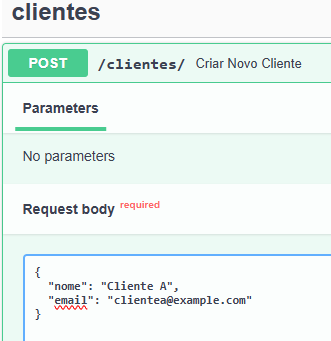 clientes
POST /clientes/ Criar Novo Cliente
Parameters
No parameters
Request body required
{
"nome": "Cliente A",
"email": "clientea@example.com"
}